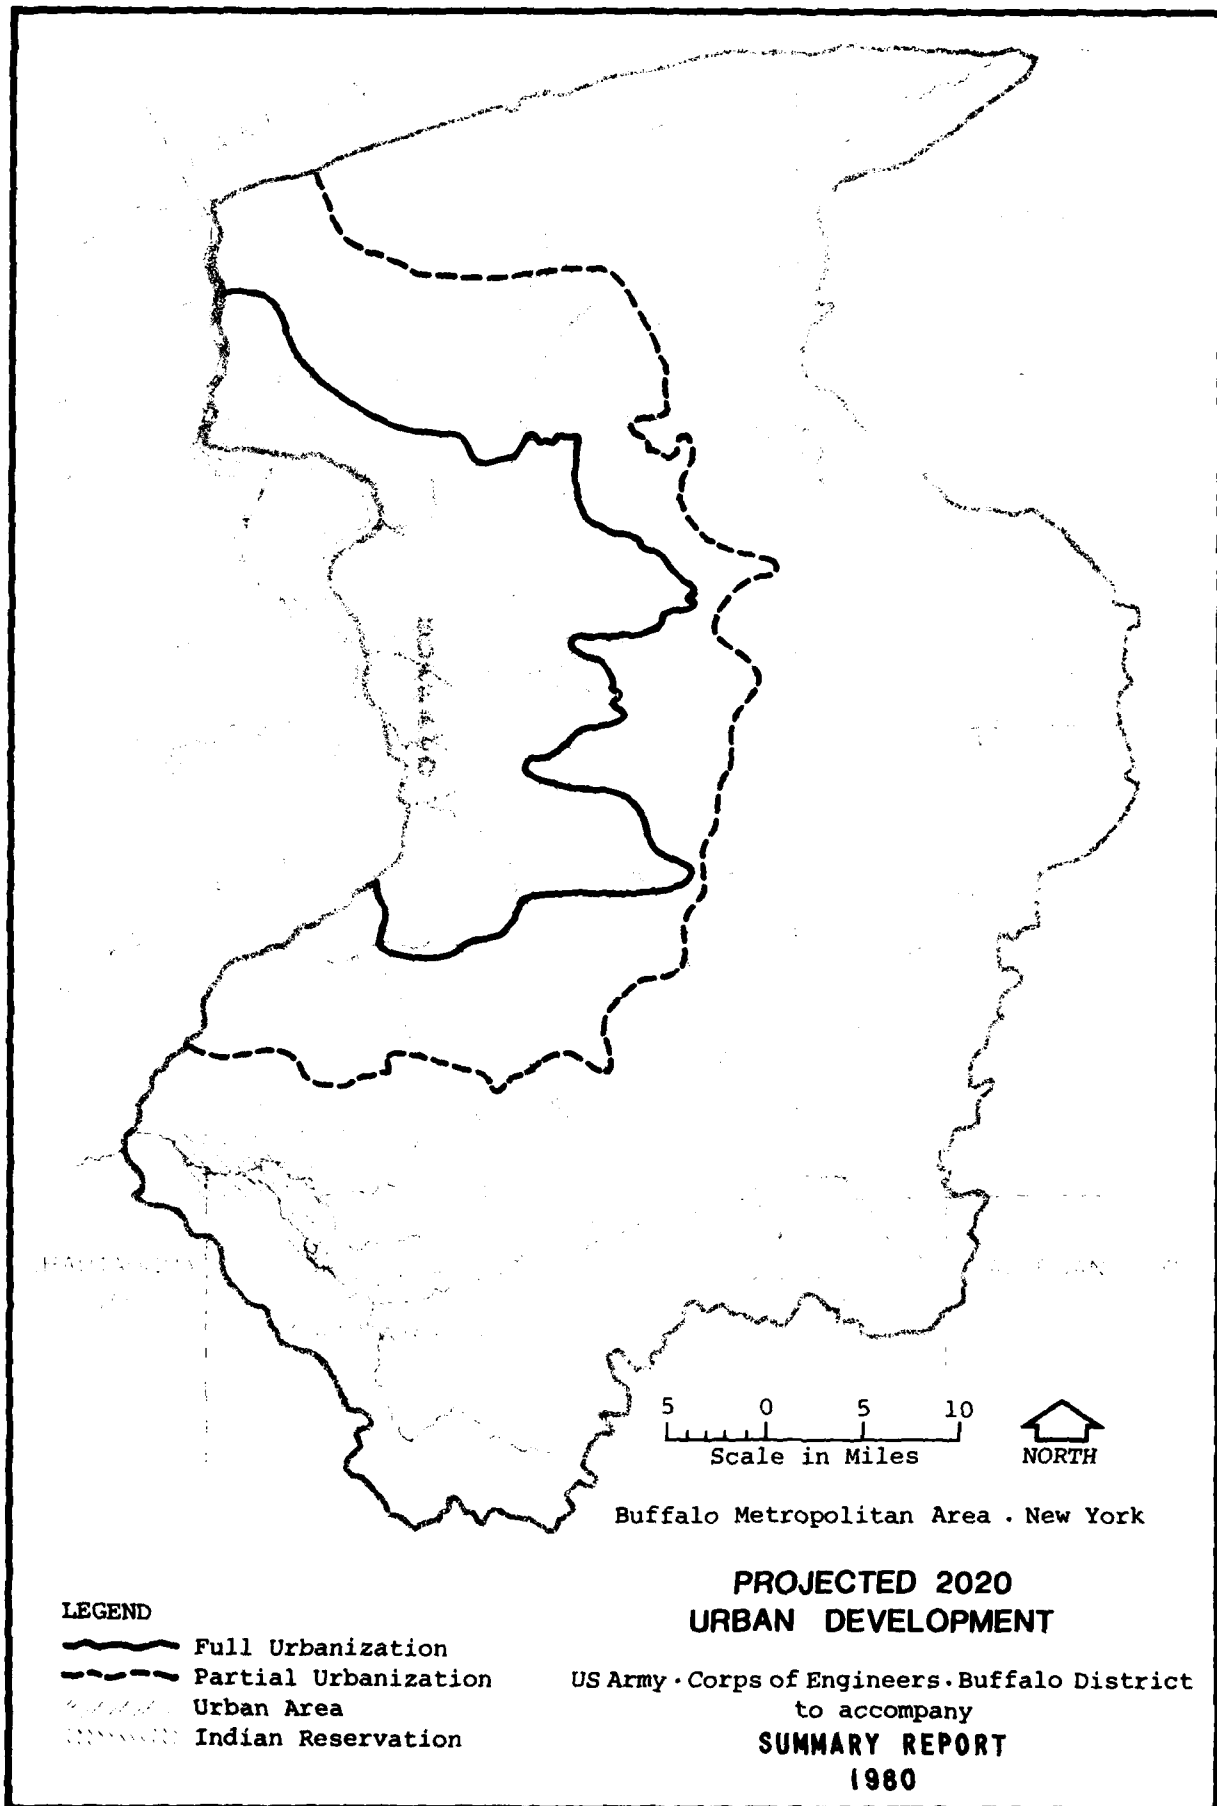 BUFFALO
5 0 5 10
Scale in Miles
NORTH
Buffalo Metropolitan Area . New York
PROJECTED 2020
URBAN DEVELOPMENT
LEGEND
Full Urbanization
Partial Urbanization
Urban Area
Indian Reservation
US Army · Corps of Engineers · Buffalo District
to accompany
SUMMARY REPORT
1980